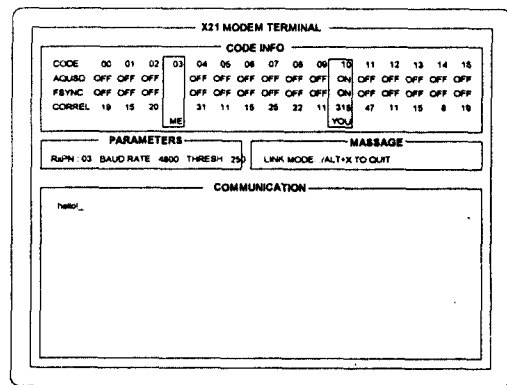 X21 MODEM TERMINAL
CODE INFO
CODE 00 01 02 03 04 05 06 07 08 09 10 11 12 13 14 15
AQUSD OFF OFF OFF OFF OFF OFF OFF OFF OFF ON OFF OFF OFF OFF OFF
FSYNC OFF OFF OFF OFF OFF OFF OFF OFF OFF ON OFF OFF OFF OFF OFF
CORREL 19 15 20 31 11 15 25 22 11 318 47 11 15 8 19
ME YOU
PARAMETERS MASSAGE
RxPN : 03 BAUD RATE 4800 THRESH 250 LINK MODE /ALT+X TO QUIT
COMMUNICATION
hello!_